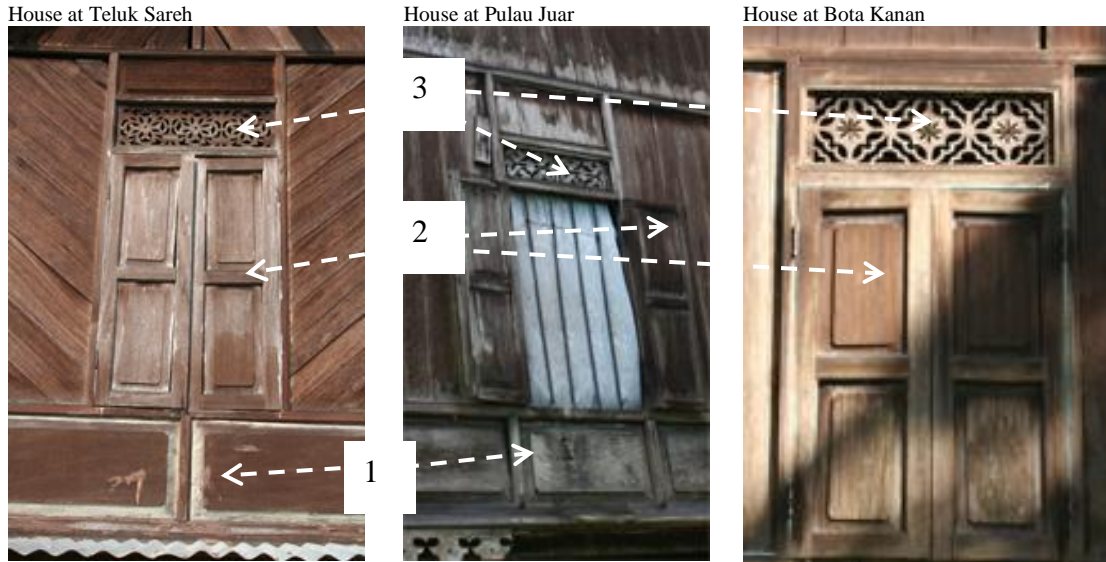 House at Teluk Sareh
House at Pulau Juar
House at Bota Kanan
3
2
1